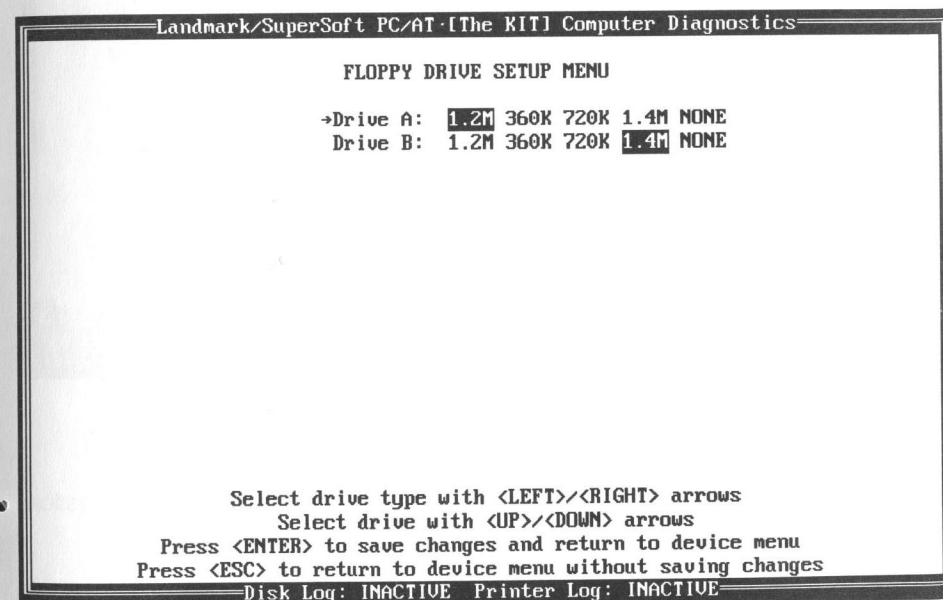 Landmark/SuperSoft PC/AT·[The KIT] Computer Diagnostics
FLOPPY DRIVE SETUP MENU
→Drive A: 1.2M 360K 720K 1.4M NONE
Drive B: 1.2M 360K 720K 1.4M NONE
Select drive type with <LEFT>/<RIGHT> arrows
Select drive with <UP>/<DOWN> arrows
Press <ENTER> to save changes and return to device menu
Press <ESC> to return to device menu without saving changes
Disk Log: INACTIVE Printer Log: INACTIVE